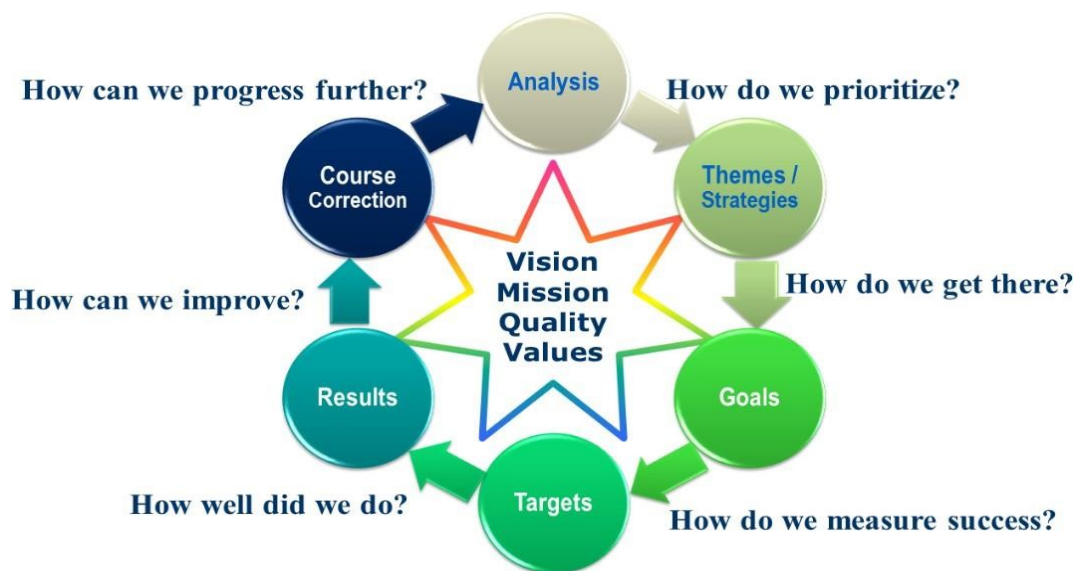 Analysis
How do we prioritize?
Themes /
Strategies
How do we get there?
Goals
How do we measure success?
Targets
How well did we do?
Results
How can we improve?
Course
Correction
How can we progress further?
Vision
Mission
Quality
Values